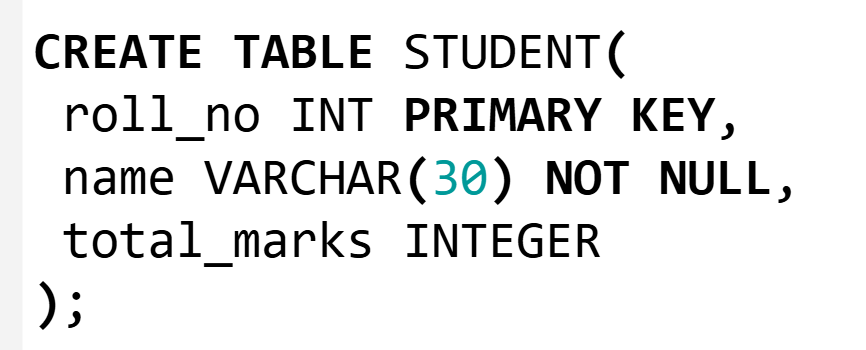 CREATE TABLE STUDENT(
roll_no INT PRIMARY KEY,
name VARCHAR(30) NOT NULL,
total_marks INTEGER
);